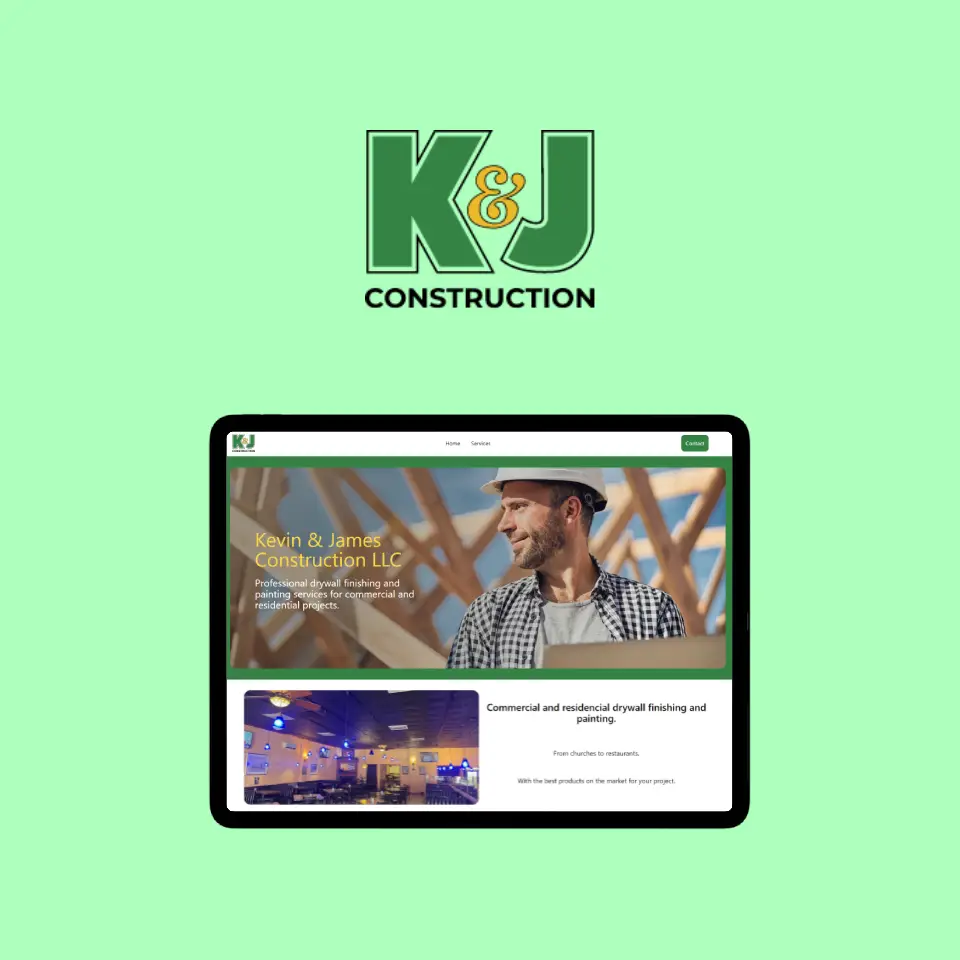 K&J
CONSTRUCTION
K&J
CONSTRUCTION
Home Services Contact
Kevin & James
Construction LLC
Professional drywall finishing and
painting services for commercial and
residential projects.
Commercial and residencial drywall finishing and
painting.
From churches to restaurants.
With the best products on the market for your project.